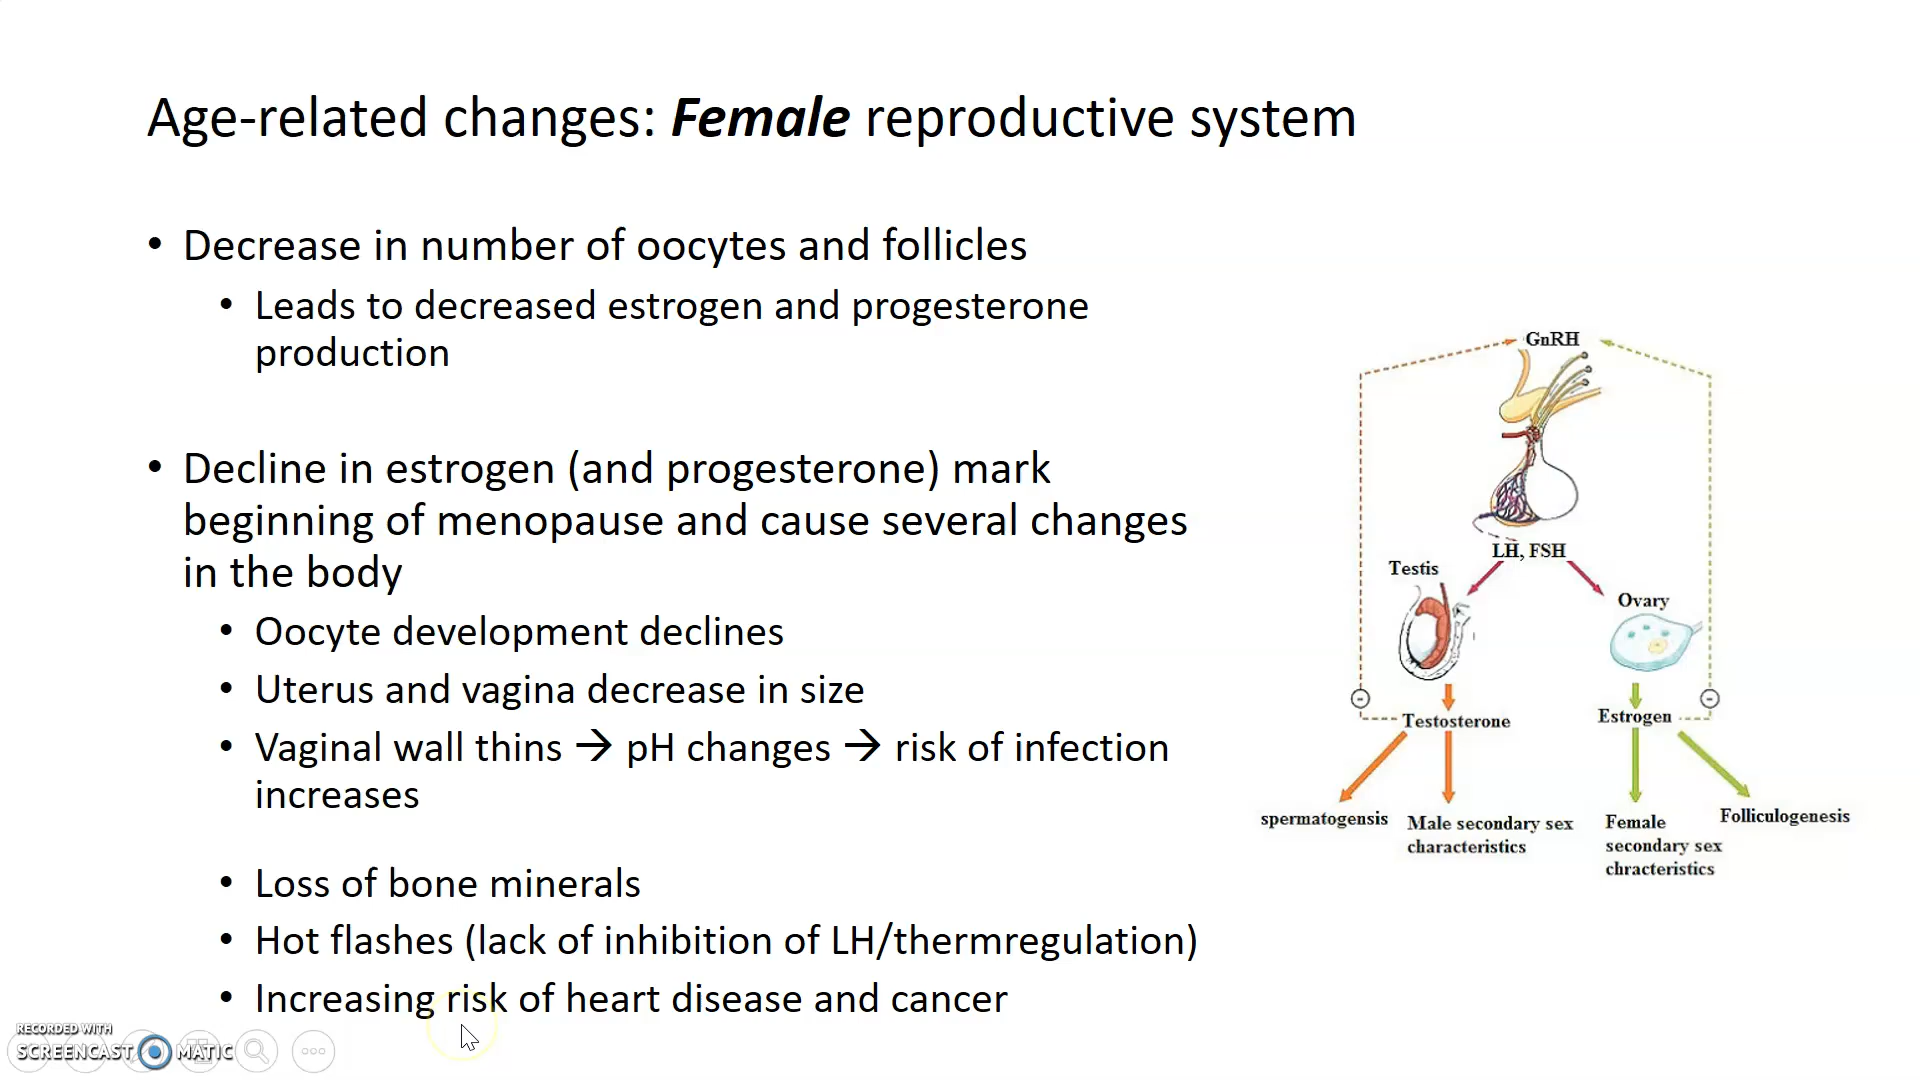 Age-related changes: Female reproductive system
• Decrease in number of oocytes and follicles
• Leads to decreased estrogen and progesterone
production
• Decline in estrogen (and progesterone) mark
beginning of menopause and cause several changes
in the body
• Oocyte development declines
• Uterus and vagina decrease in size
• Vaginal wall thins → pH changes → risk of infection
increases
• Loss of bone minerals
• Hot flashes (lack of inhibition of LH/thermregulation)
• Increasing risk of heart disease and cancer
GnRH
LH, FSH
Testis
Ovary
Testosterone
Estrogen
spermatogensis
Male secondary sex
characteristics
Female
secondary sex
chracteristics
Folliculogenesis
RECORDED WITH
SCREENCAST MATIC